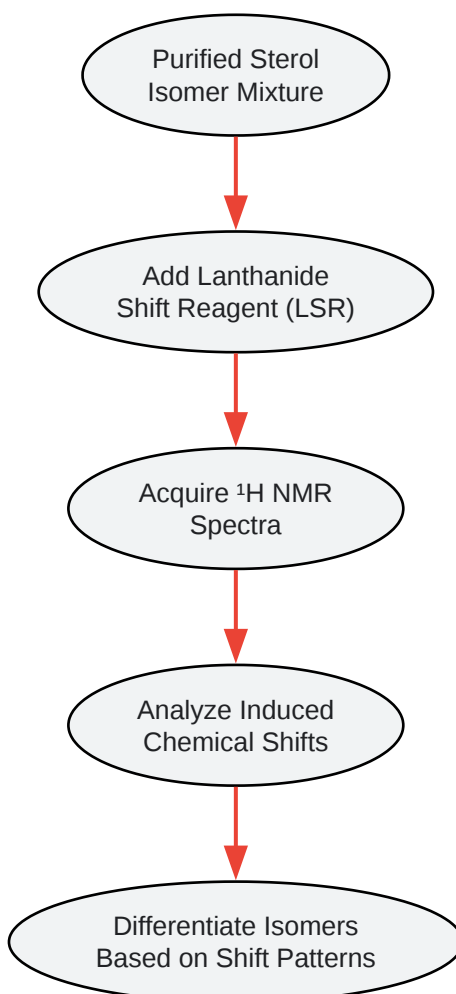 Purified Sterol
Isomer Mixture
Add Lanthanide
Shift Reagent (LSR)
Acquire ¹H NMR
Spectra
Analyze Induced
Chemical Shifts
Differentiate Isomers
Based on Shift Patterns